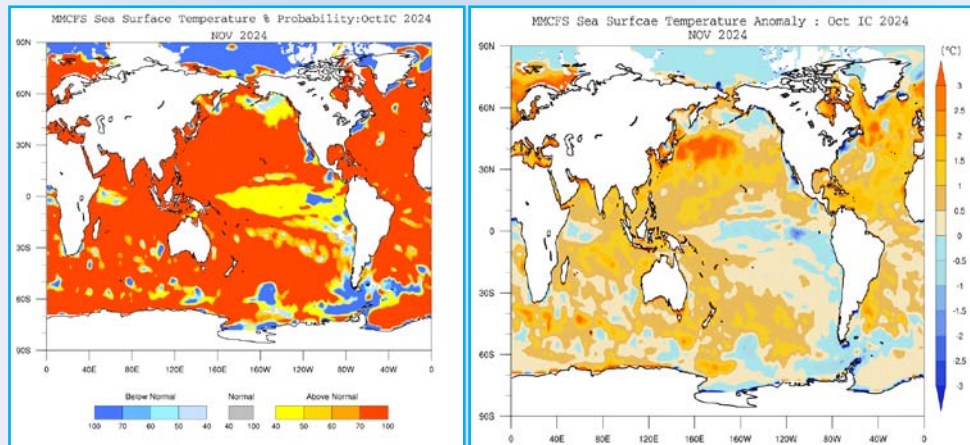 MMCFS Sea Surface Temperature % Probability:OctIC 2024
NOV 2024
90N
60N
30N
0
30S
60S
90S
0 40E 80E 120E 160E 160W 120W 80W 40W 0
Below Normal Normal Above Normal
100 70 60 50 40 40 100 40 50 60 70 100
MMCFS Sea Surfcae Temperature Anomaly : Oct IC 2024
NOV 2024
(°C)
90N
60N
30N
0
30S
60S
90S
0 40E 80E 120E 160E 160W 120W 80W 40W 0
3
2.5
2
1.5
1
0.5
0
-0.5
-1
-1.5
-2
-2.5
-3